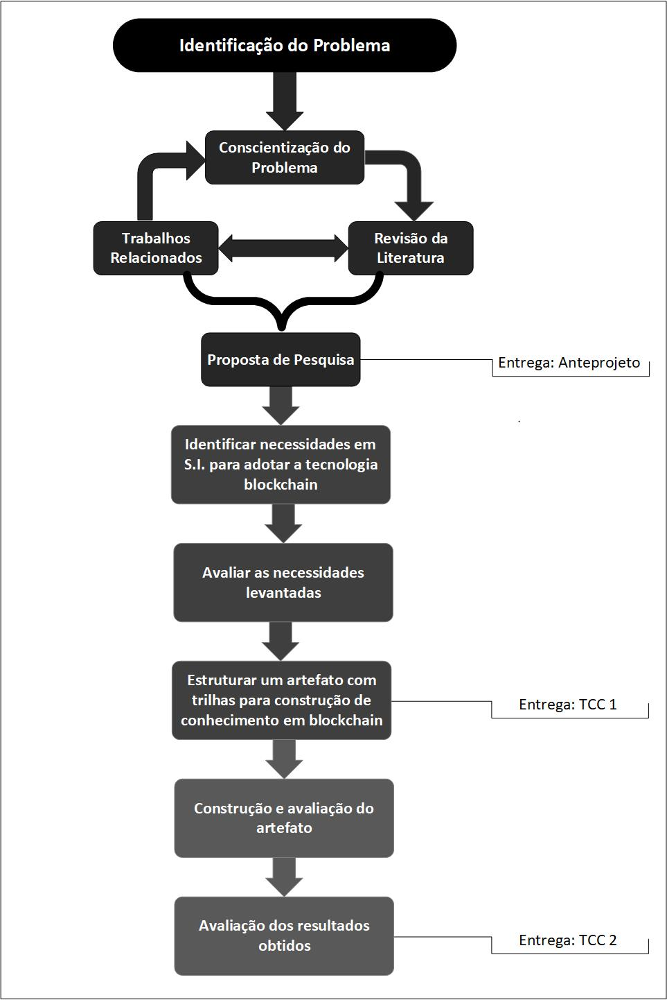 Identificação do Problema
Conscientização do
Problema
Trabalhos
Relacionados
Revisão da
Literatura
Proposta de Pesquisa
Entrega: Anteprojeto
Identificar necessidades em
S.I. para adotar a tecnologia
blockchain
Avaliar as necessidades
levantadas
Estruturar um artefato com
trilhas para construção de
conhecimento em blockchain
Entrega: TCC 1
Construção e avaliação do
artefato
Avaliação dos resultados
obtidos
Entrega: TCC 2